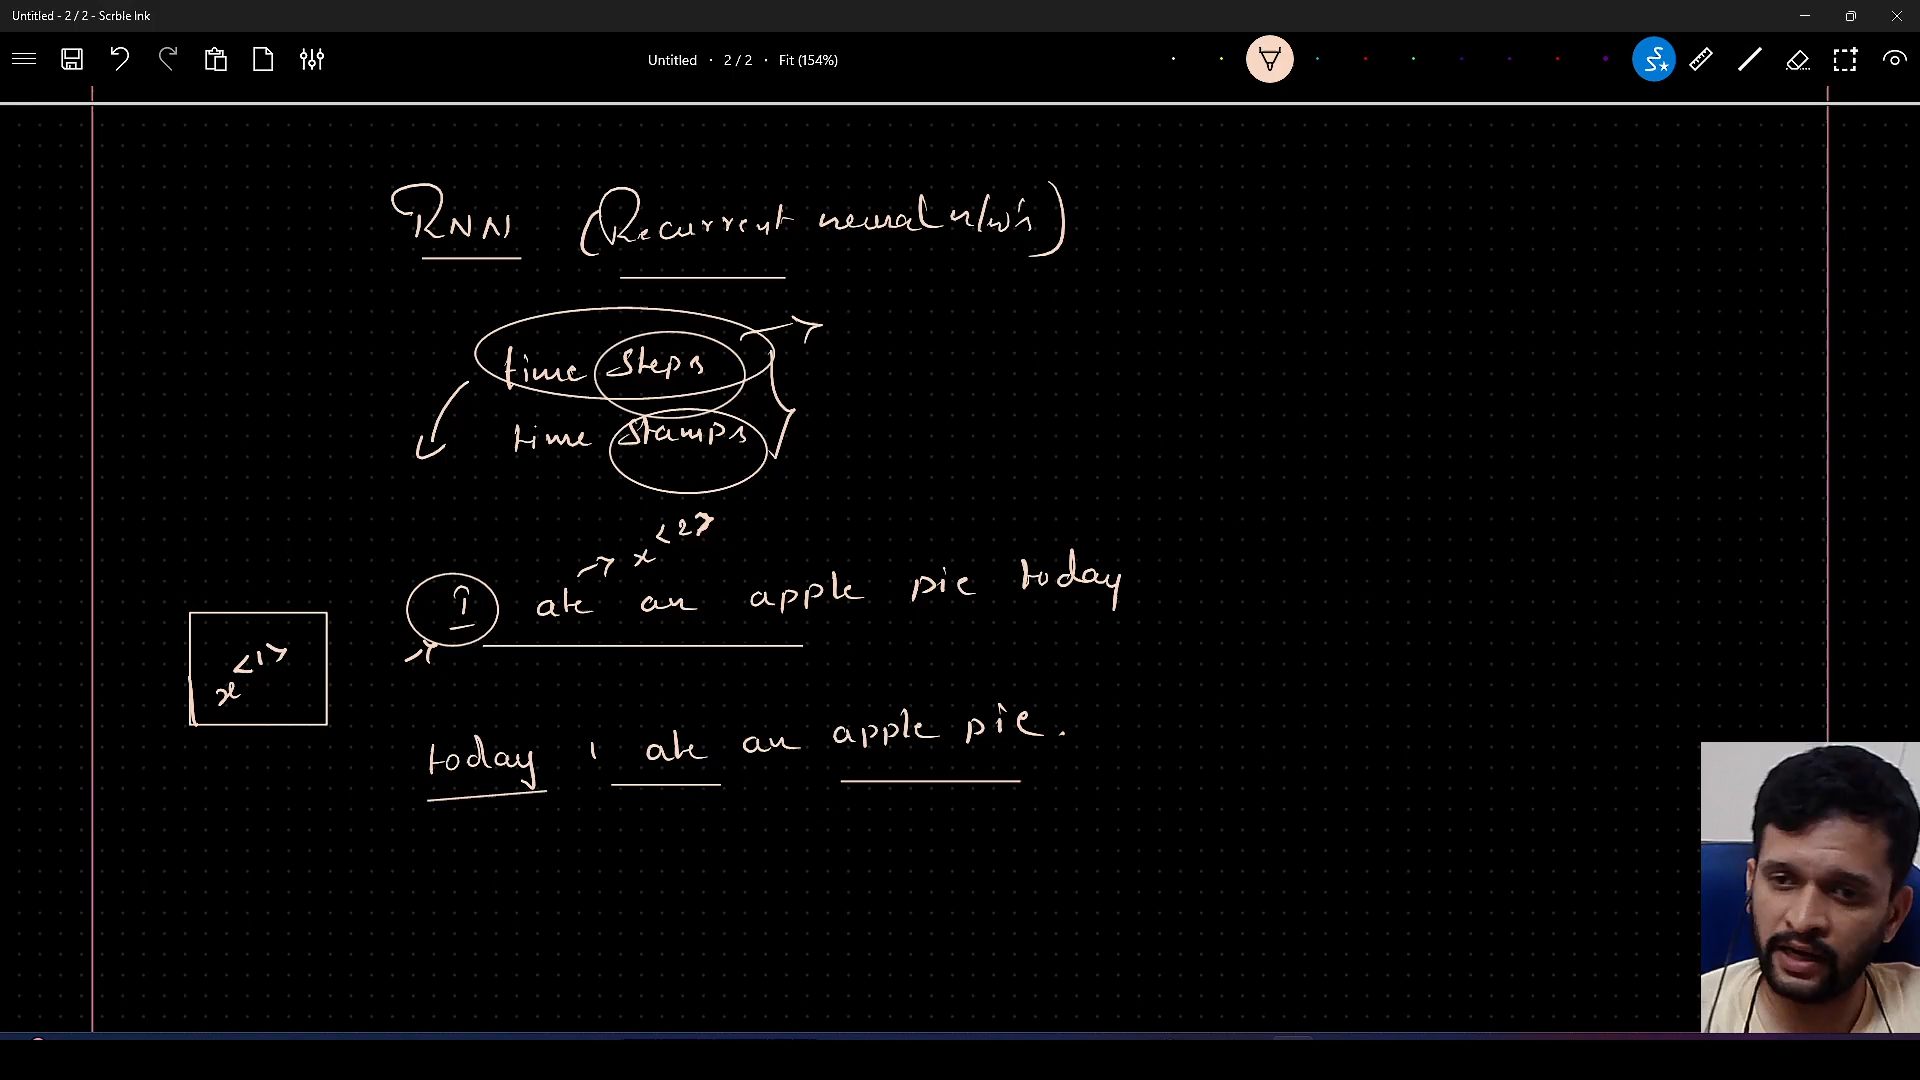 Untitled - 2 / 2 - Scrble Ink
Untitled · 2 / 2 · Fit (154%)
RNN (Recurrent neural n/w's)
time steps
time stamps
x<2>
I ate an apple pie today
x<1>
today i ate an apple pie.